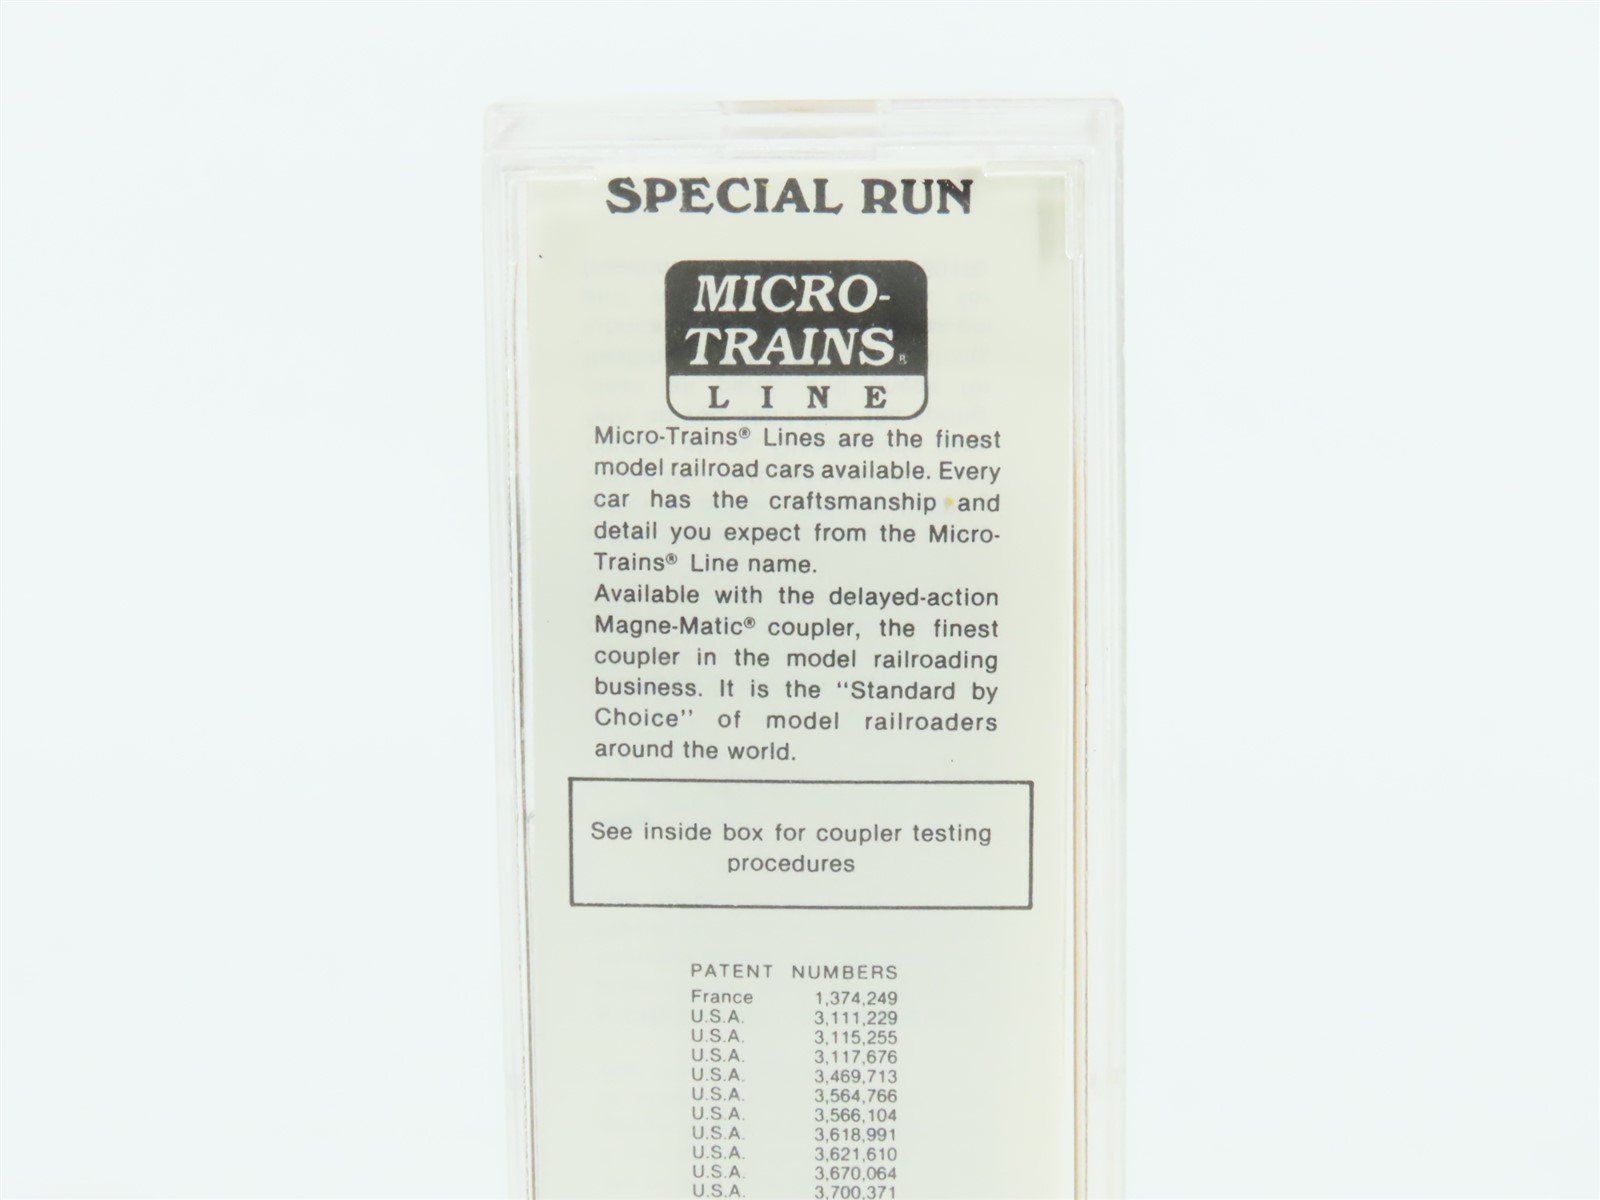 SPECIAL RUN
MICRO-
TRAINS®
LINE
Micro-Trains® Lines are the finest
model railroad cars available. Every
car has the craftsmanship and
detail you expect from the Micro-
Trains® Line name.
Available with the delayed-action
Magne-Matic® coupler, the finest
coupler in the model railroading
business. It is the "Standard by
Choice" of model railroaders
around the world.
See inside box for coupler testing
procedures
PATENT NUMBERS
France 1,374,249
U.S.A. 3,111,229
U.S.A. 3,115,255
U.S.A. 3,117,676
U.S.A. 3,469,713
U.S.A. 3,564,766
U.S.A. 3,566,104
U.S.A. 3,618,991
U.S.A. 3,621,610
U.S.A. 3,670,064
U.S.A. 3,700,371